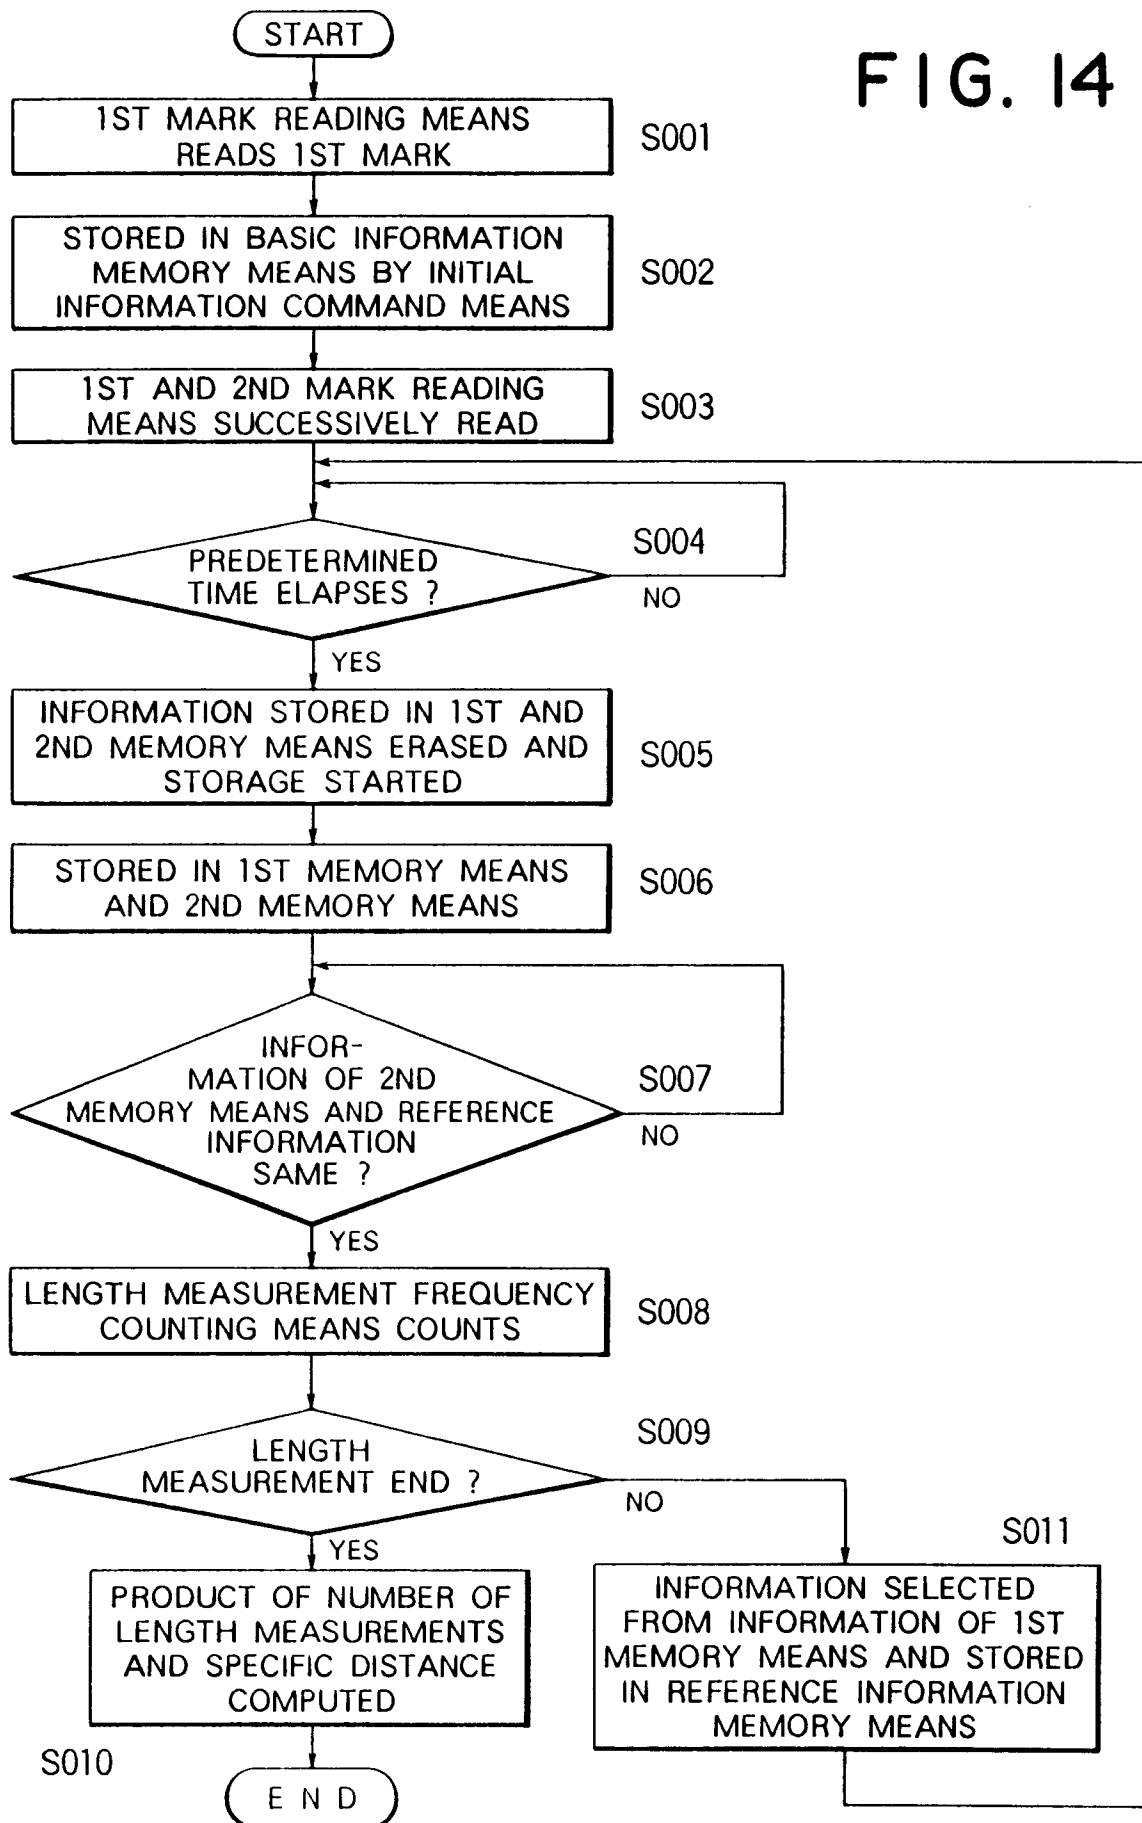 START
FIG. 14
1ST MARK READING MEANS
READS 1ST MARK
S001
STORED IN BASIC INFORMATION
MEMORY MEANS BY INITIAL
INFORMATION COMMAND MEANS
S002
1ST AND 2ND MARK READING
MEANS SUCCESSIVELY READ
S003
PREDETERMINED
TIME ELAPSES ?
S004
NO
YES
INFORMATION STORED IN 1ST AND
2ND MEMORY MEANS ERASED AND
STORAGE STARTED
S005
STORED IN 1ST MEMORY MEANS
AND 2ND MEMORY MEANS
S006
INFOR-
MATION OF 2ND
MEMORY MEANS AND REFERENCE
INFORMATION
SAME ?
S007
NO
YES
LENGTH MEASUREMENT FREQUENCY
COUNTING MEANS COUNTS
S008
LENGTH
MEASUREMENT END ?
S009
NO
YES
PRODUCT OF NUMBER OF
LENGTH MEASUREMENTS
AND SPECIFIC DISTANCE
COMPUTED
S010
S011
INFORMATION SELECTED
FROM INFORMATION OF 1ST
MEMORY MEANS AND STORED
IN REFERENCE INFORMATION
MEMORY MEANS
END